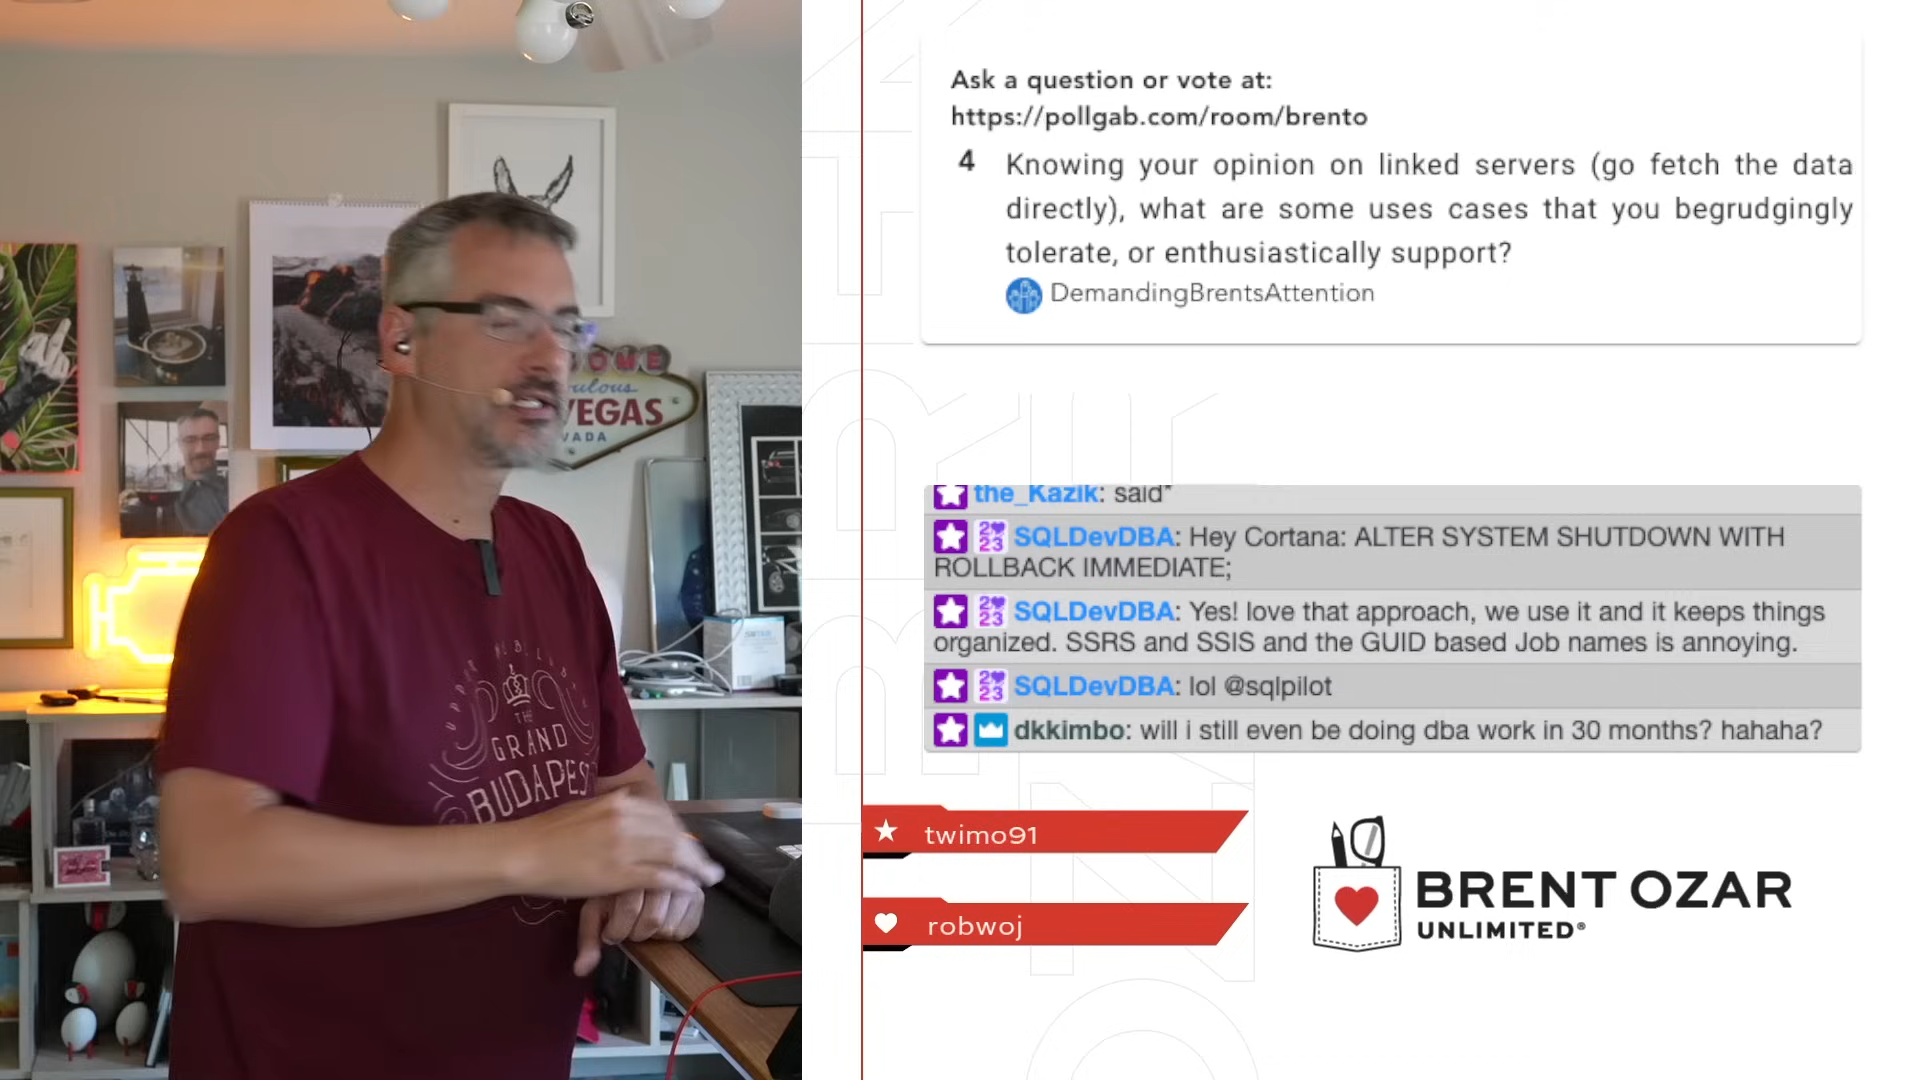 Ask a question or vote at:
https://pollgab.com/room/brento
4 Knowing your opinion on linked servers (go fetch the data
directly), what are some uses cases that you begrudgingly
tolerate, or enthusiastically support?
DemandingBrentsAttention
the_Kazik: said*
SQLDevDBA: Hey Cortana: ALTER SYSTEM SHUTDOWN WITH
ROLLBACK IMMEDIATE;
SQLDevDBA: Yes! love that approach, we use it and it keeps things
organized. SSRS and SSIS and the GUID based Job names is annoying.
SQLDevDBA: lol @sqlpilot
dkkimbo: will i still even be doing dba work in 30 months? hahaha?
twimo91
robwoj
BRENT OZAR
UNLIMITED®
VEGAS
THE
GRAND
BUDAPES